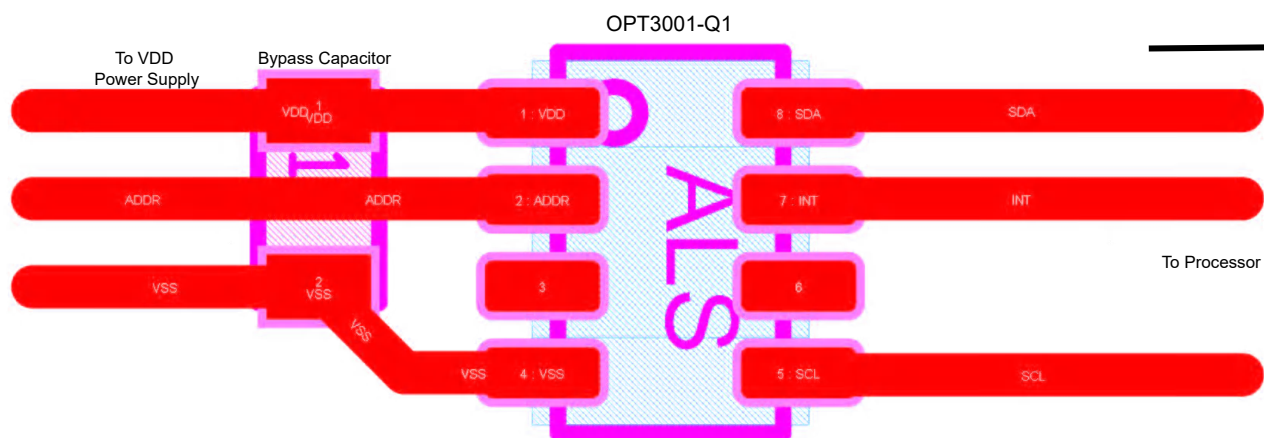 OPT3001-Q1
To VDD
Power Supply
Bypass Capacitor
VDD
1
VDD
1 : VDD
8 : SDA
SDA
1
ADDR
ADDR
2 : ADDR
7 : INT
INT
ALS
To Processor
VSS
2
VSS
3
6
VSS
VSS
4 : VSS
5 : SCL
SCL